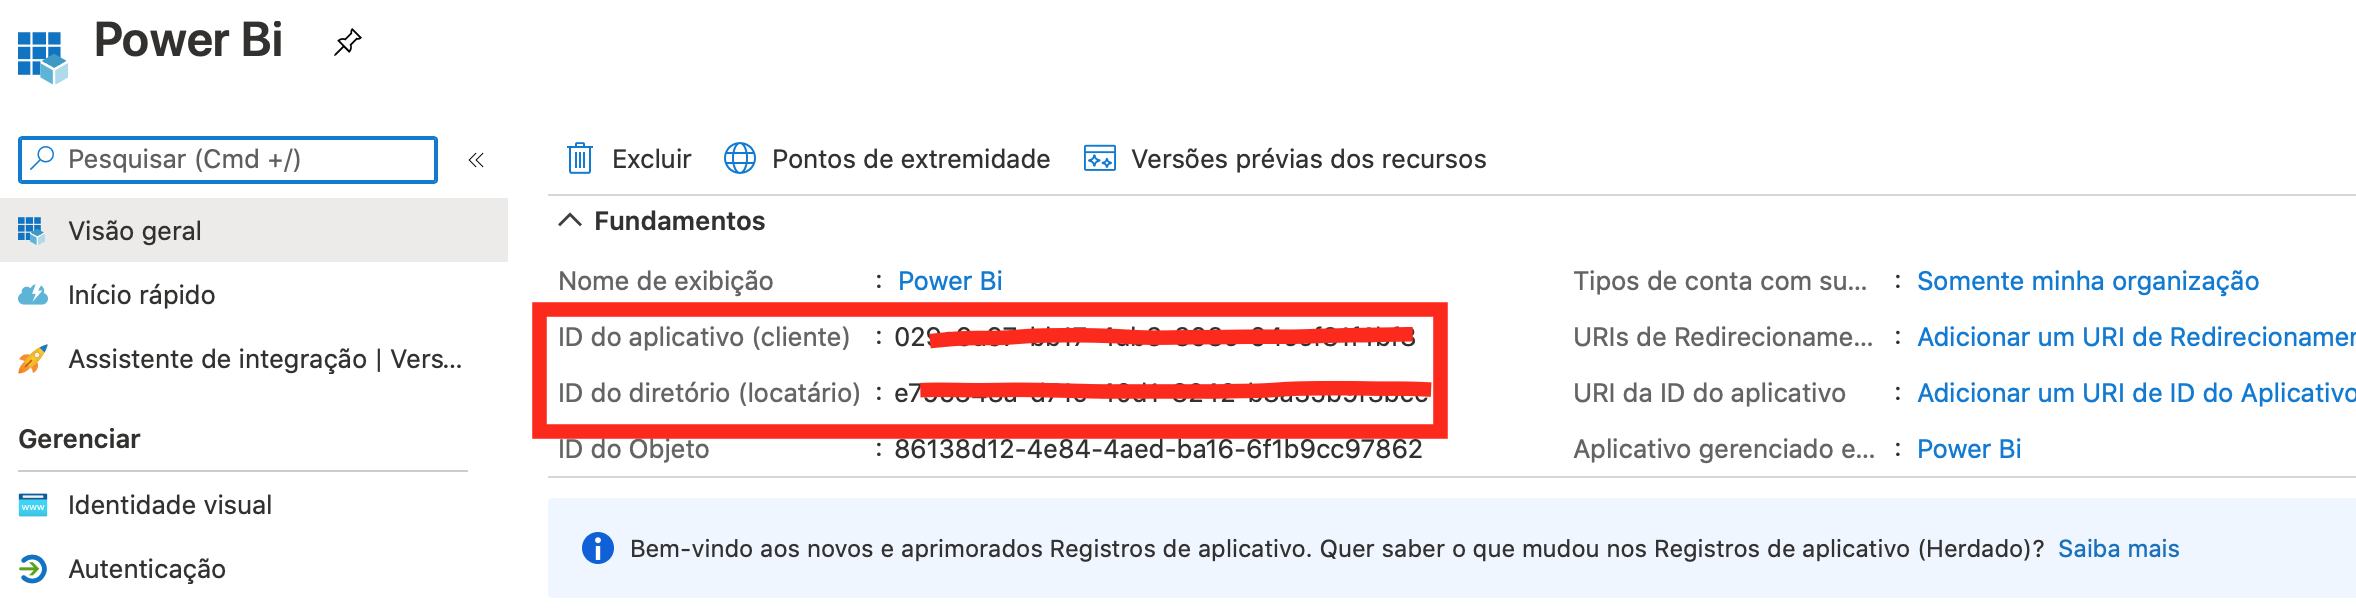 Power Bi
Pesquisar (Cmd +/)
«
Excluir
Pontos de extremidade
Versões prévias dos recursos
Visão geral
Início rápido
Assistente de integração | Vers...
Gerenciar
Identidade visual
Autenticação
Fundamentos
Nome de exibição : Power Bi
ID do aplicativo (cliente) :
ID do diretório (locatário) :
ID do Objeto : 86138d12-4e84-4aed-ba16-6f1b9cc97862
Tipos de conta com su... : Somente minha organização
URIs de Redirecioname... : Adicionar um URI de Redirecionamen
URI da ID do aplicativo : Adicionar um URI de ID do Aplicativo
Aplicativo gerenciado e... : Power Bi
Bem-vindo aos novos e aprimorados Registros de aplicativo. Quer saber o que mudou nos Registros de aplicativo (Herdado)? Saiba mais